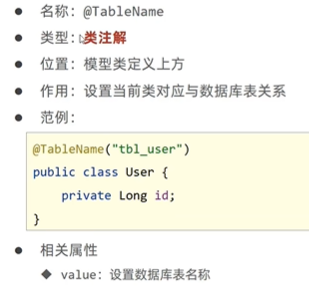 ● 名称：@TableName
● 类型：类注解
● 位置：模型类定义上方
● 作用：设置当前类对应与数据库表关系
● 范例：
@TableName("tbl_user")
public class User {
    private Long id;
}
● 相关属性
◆ value：设置数据库表名称